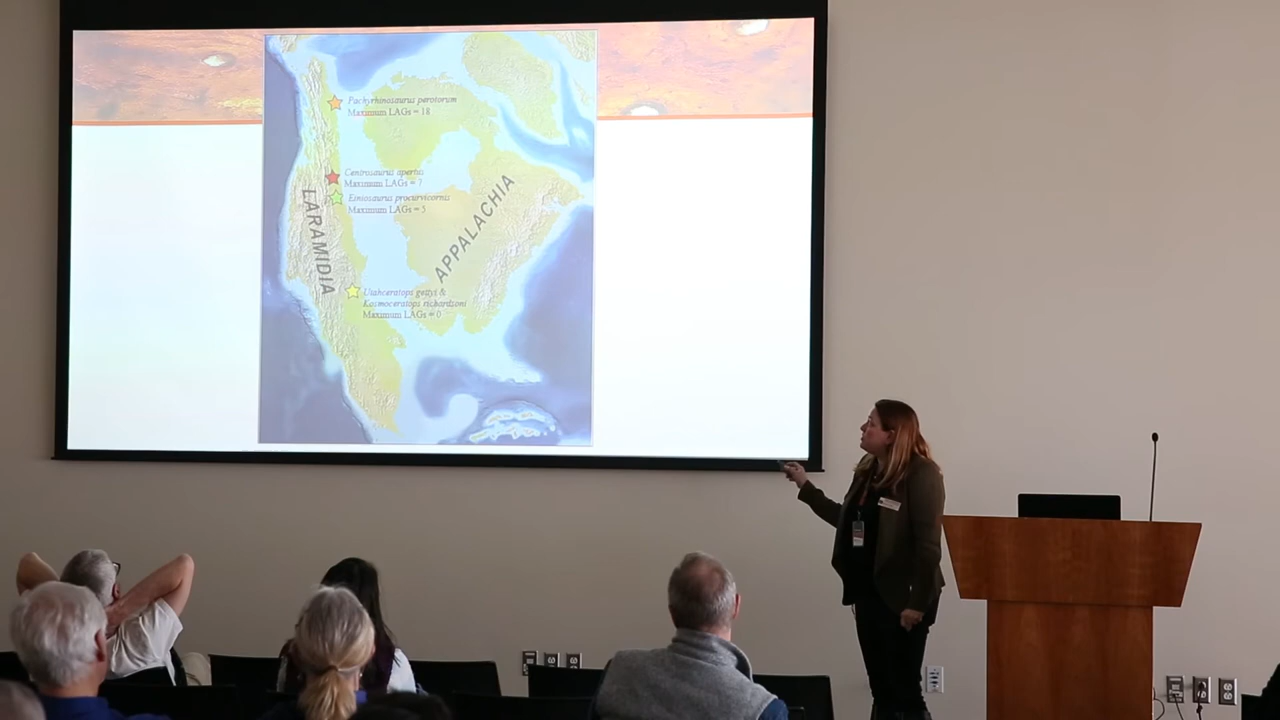 Pachyrhinosaurus perotorum
Maximum LAGs = 18
Centrosaurus apertus
Maximum LAGs = 7
Einiosaurus procurvicornis
Maximum LAGs = 5
LARAMIDIA
APPALACHIA
Utahceratops gettyi &
Kosmoceratops richardsoni
Maximum LAGs = 0